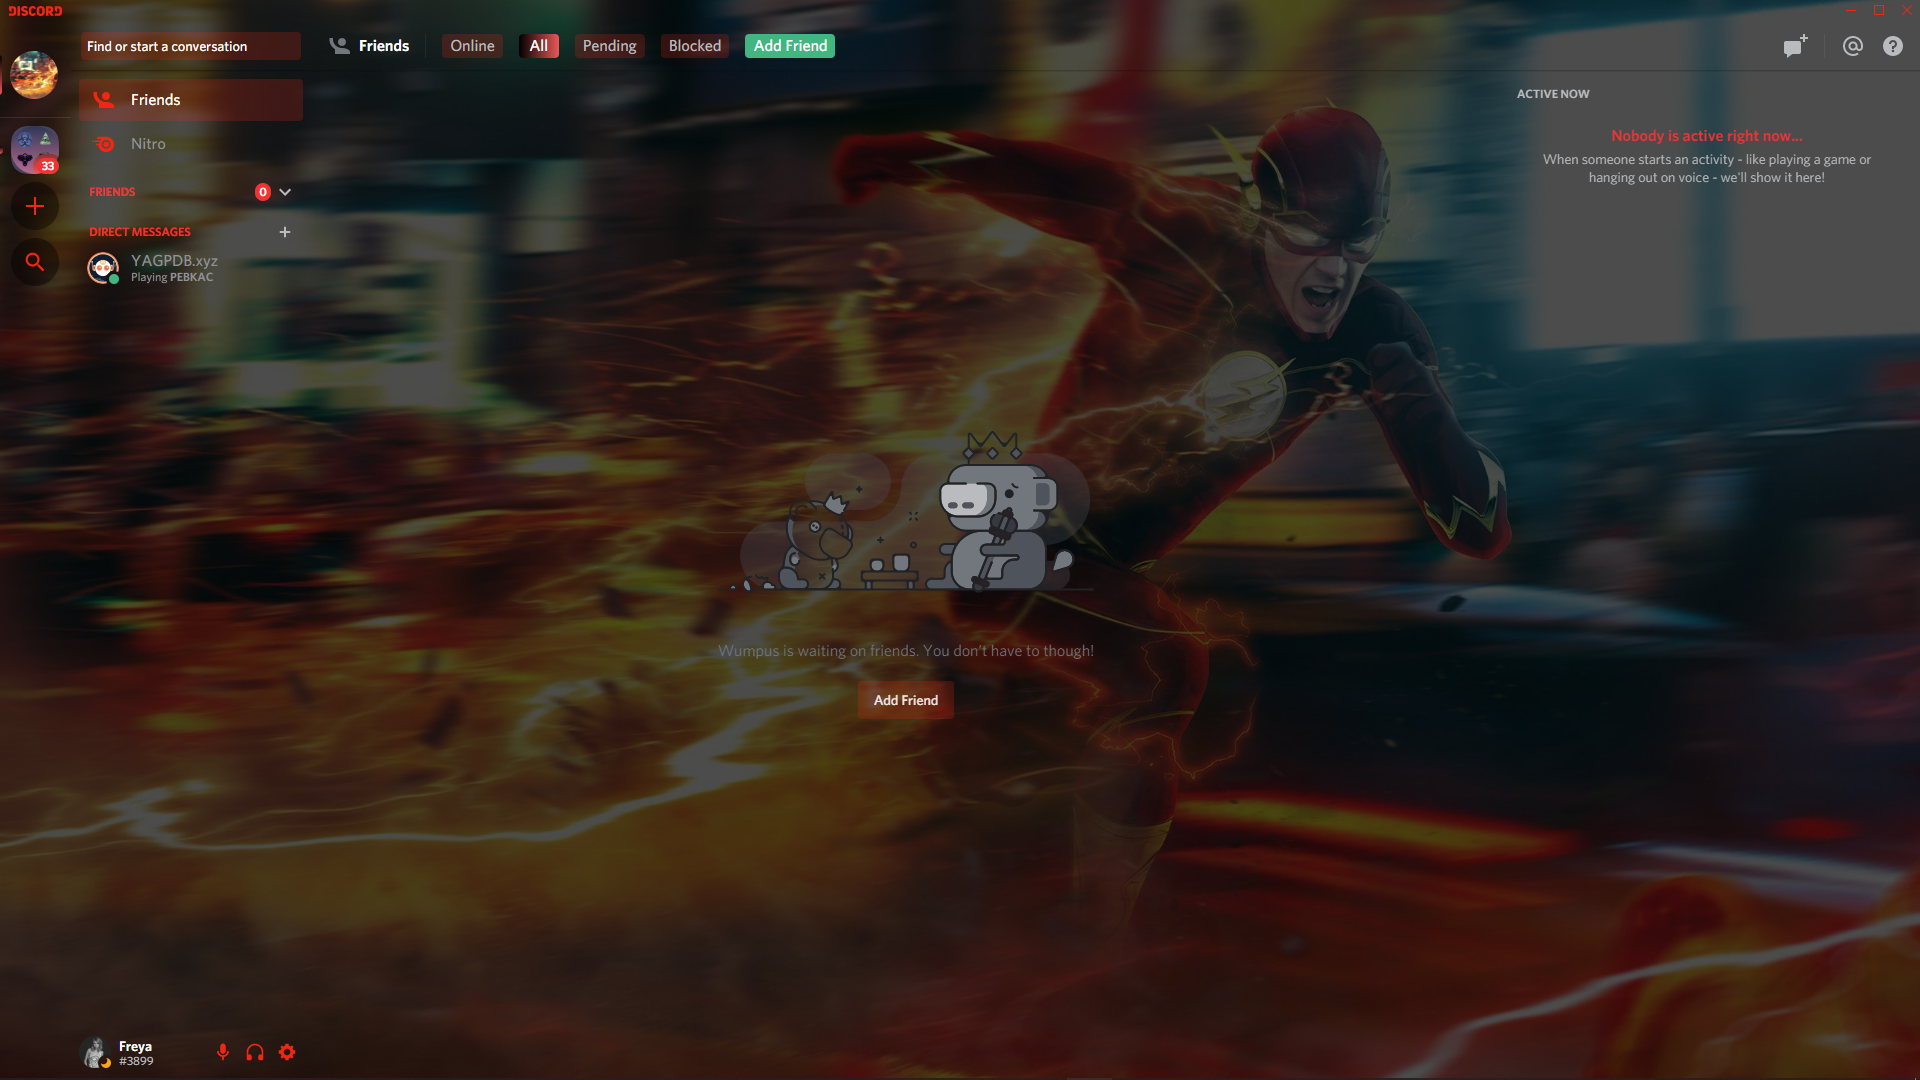 DISCORD
Find or start a conversation
Friends
Online
All
Pending
Blocked
Add Friend
Friends
Nitro
33
FRIENDS
0
DIRECT MESSAGES
YAGPDB.xyz
Playing PEBKAC
ACTIVE NOW
Nobody is active right now...
When someone starts an activity - like playing a game or
hanging out on voice - we'll show it here!
Wumpus is waiting on friends. You don't have to though!
Add Friend
Freya
#3899